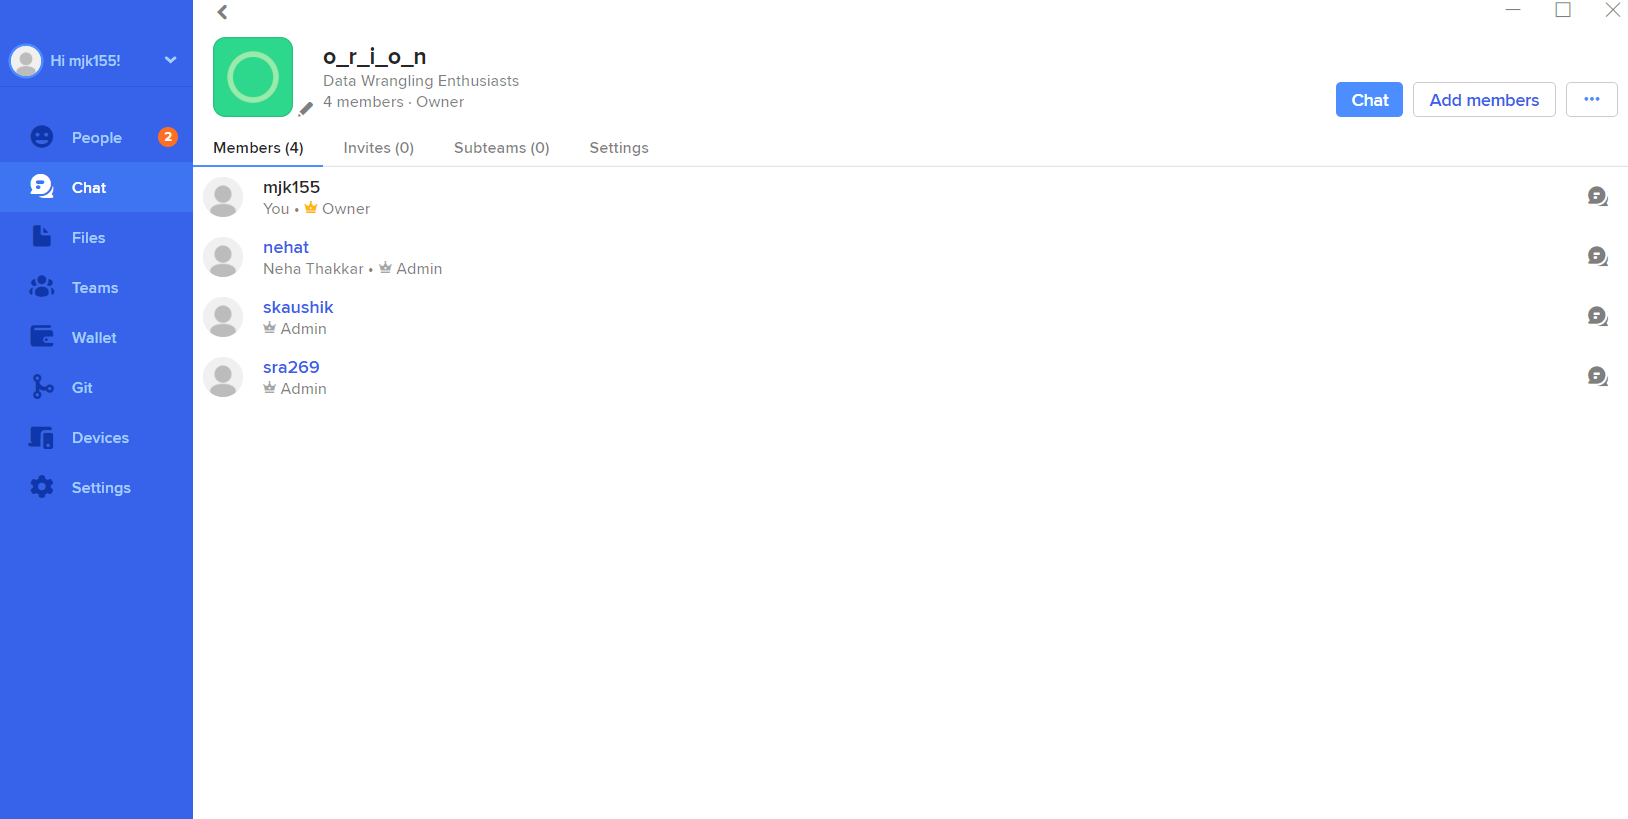 Hi mjk155!
People 2
Chat
Files
Teams
Wallet
Git
Devices
Settings
o_r_i_o_n
Data Wrangling Enthusiasts
4 members · Owner
Chat
Add members
Members (4) Invites (0) Subteams (0) Settings
mjk155
You • Owner
nehat
Neha Thakkar • Admin
skaushik
Admin
sra269
Admin